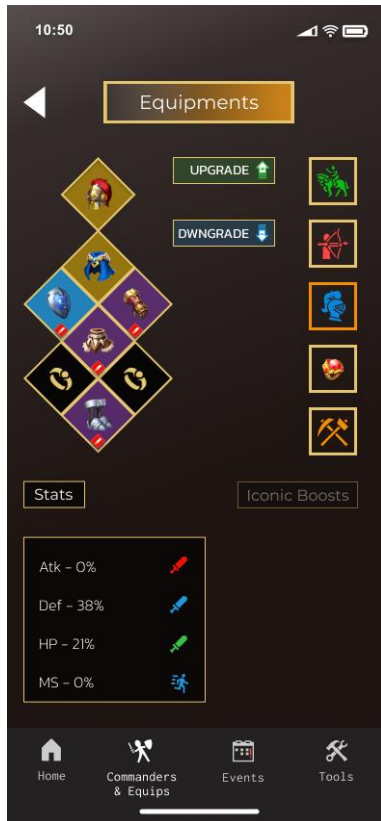 10:50
Equipments
UPGRADE
DWNGRADE
Stats
Iconic Boosts
Atk - 0%
Def - 38%
HP - 21%
MS - 0%
Home
Commanders
& Equips
Events
Tools